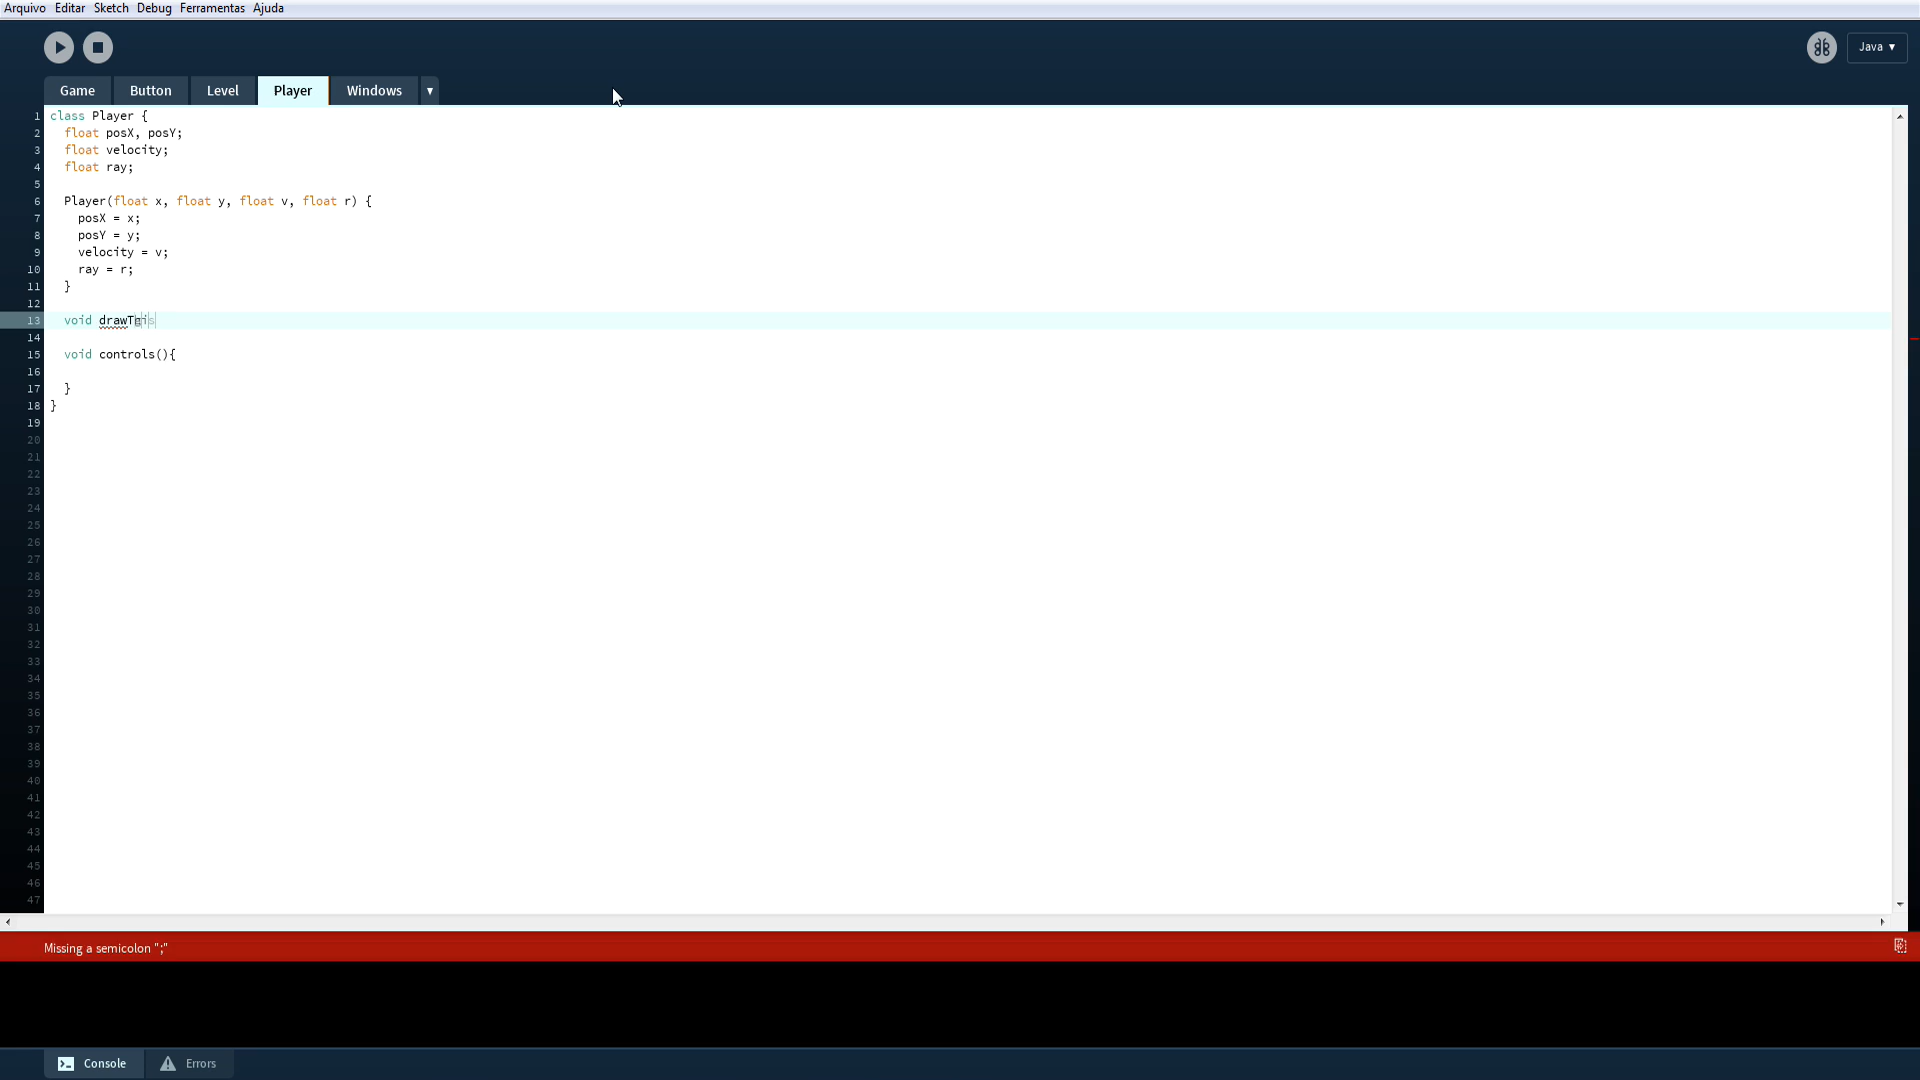 Arquivo Editar Sketch Debug Ferramentas Ajuda
Java ▾
Game Button Level Player Windows ▾
1 class Player {
2 float posX, posY;
3 float velocity;
4 float ray;
5
6 Player(float x, float y, float v, float r) {
7 posX = x;
8 posY = y;
9 velocity = v;
10 ray = r;
11 }
12
13 void
14
15 void controls(){
16
17 }
18 }
19
20
21
22
23
24
25
26
27
28
29
30
31
32
33
34
35
36
37
38
39
40
41
42
43
44
45
46
47
Missing a semicolon ";"
Console Errors